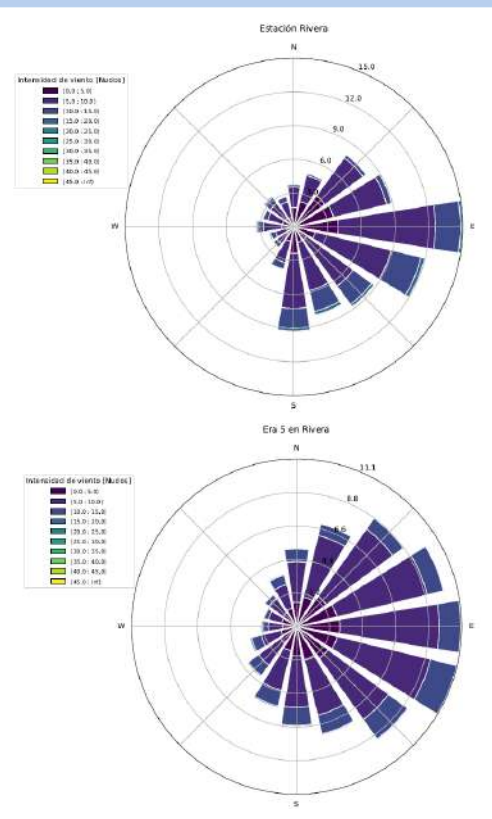 Estación Rivera
N
15.0
12.0
9.0
6.0
Intensidad de viento [Nudos]
[0.0 : 5.0)
[5.0 : 10.0)
[10.0 : 15.0)
[15.0 : 20.0)
[20.0 : 25.0)
[25.0 : 30.0)
[30.0 : 35.0)
[35.0 : 40.0)
[40.0 : 45.0)
[45.0 : inf)
W
E
S
Era 5 en Rivera
N
11.1
8.8
6.6
Intensidad de viento [Nudos]
[0.0 : 5.0)
[5.0 : 10.0)
[10.0 : 15.0)
[15.0 : 20.0)
[20.0 : 25.0)
[25.0 : 30.0)
[30.0 : 35.0)
[35.0 : 40.0)
[40.0 : 45.0)
[45.0 : inf)
W
E
S